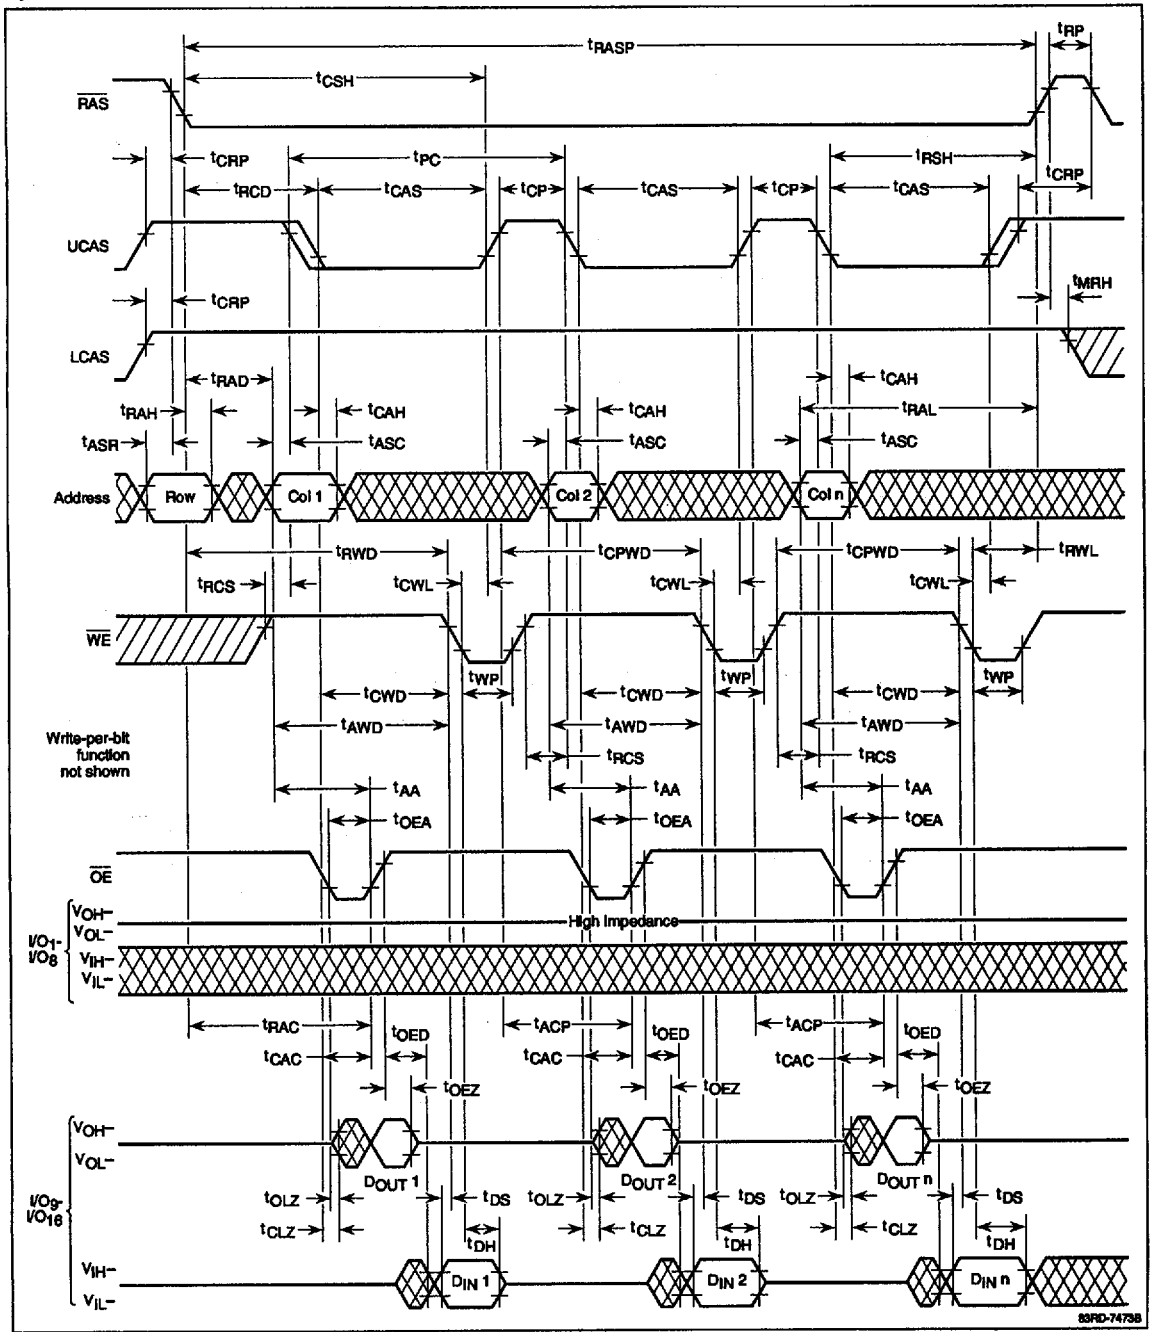 tRASP
tRP
tCSH
RAS
tCRP
tPC
tRSH
tRCD
tCAS
tCP
tCAS
tCP
tCAS
tCRP
UCAS
tCRP
tMRH
LCAS
tRAD
tCAH
tRAH
tCAH
tCAH
tRAL
tASR
tASC
tASC
tASC
Address
Row
Col 1
Col 2
Col n
tRWD
tCPWD
tCPWD
tRWL
tRCS
tCWL
tCWL
tCWL
WE
tWP
tWP
tWP
tCWD
tCWD
tCWD
tAWD
tAWD
tAWD
Write-per-bit
function
not shown
tRCS
tRCS
tAA
tAA
tAA
tOEA
tOEA
tOEA
OE
VOH-
High Impedance
VOL-
I/O1-
I/O8
VIH-
VIL-
tRAC
tACP
tACP
tOED
tOED
tOED
tCAC
tCAC
tCAC
tOEZ
tOEZ
tOEZ
VOH-
VOL-
DOUT 1
DOUT 2
DOUT n
I/O9-
I/O16
tOLZ
tDS
tOLZ
tDS
tOLZ
tDS
tCLZ
tCLZ
tCLZ
tDH
tDH
tDH
VIH-
DIN 1
DIN 2
DIN n
VIL-
83RD-7473B